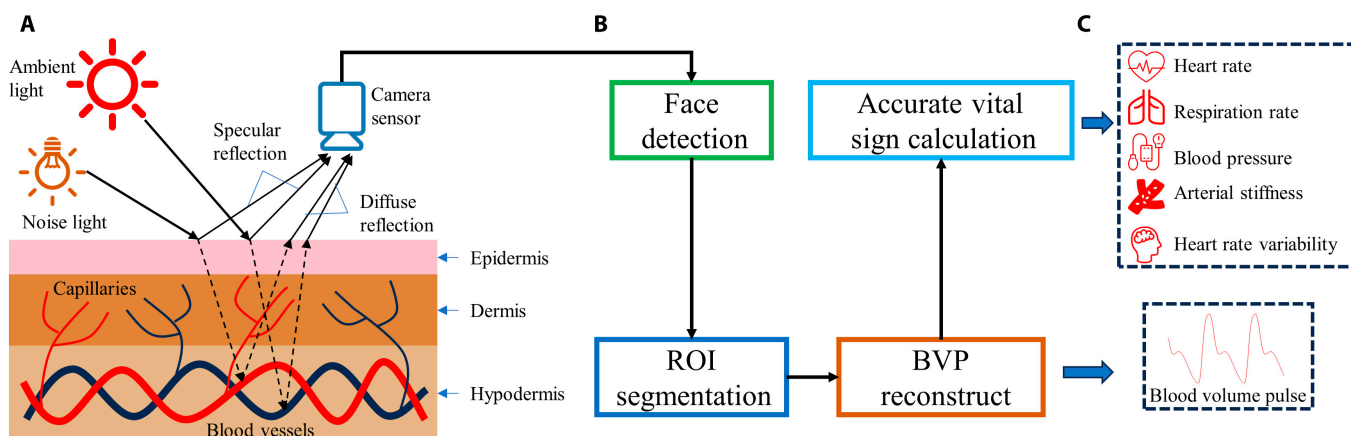 A
Ambient
light
Noise light
Specular
reflection
Camera
sensor
Diffuse
reflection
Epidermis
Capillaries
Dermis
Hypodermis
Blood vessels
B
Face
detection
ROI
segmentation
BVP
reconstruct
Accurate vital
sign calculation
C
Heart rate
Respiration rate
Blood pressure
Arterial stiffness
Heart rate variability
Blood volume pulse